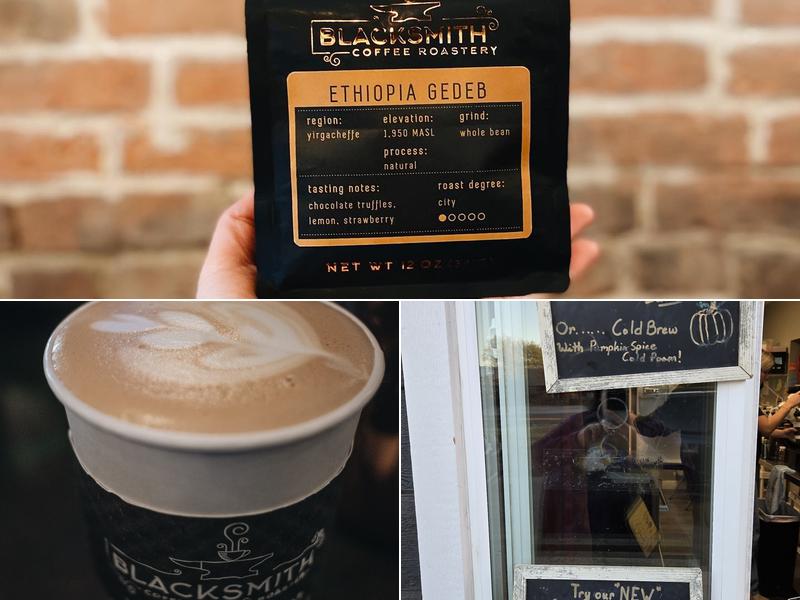 BLACKSMITH
COFFEE ROASTERY
ETHIOPIA GEDEB
region: elevation: grind:
yirgacheffe 1.950 MASL whole bean
process:
natural
tasting notes: roast degree:
chocolate truffles, city
lemon, strawberry
NET WT 12 OZ
BLACKSMITH
Or...... Cold Brew
With Pumpkin Spice
Cold Foam!
Try our "NEW"